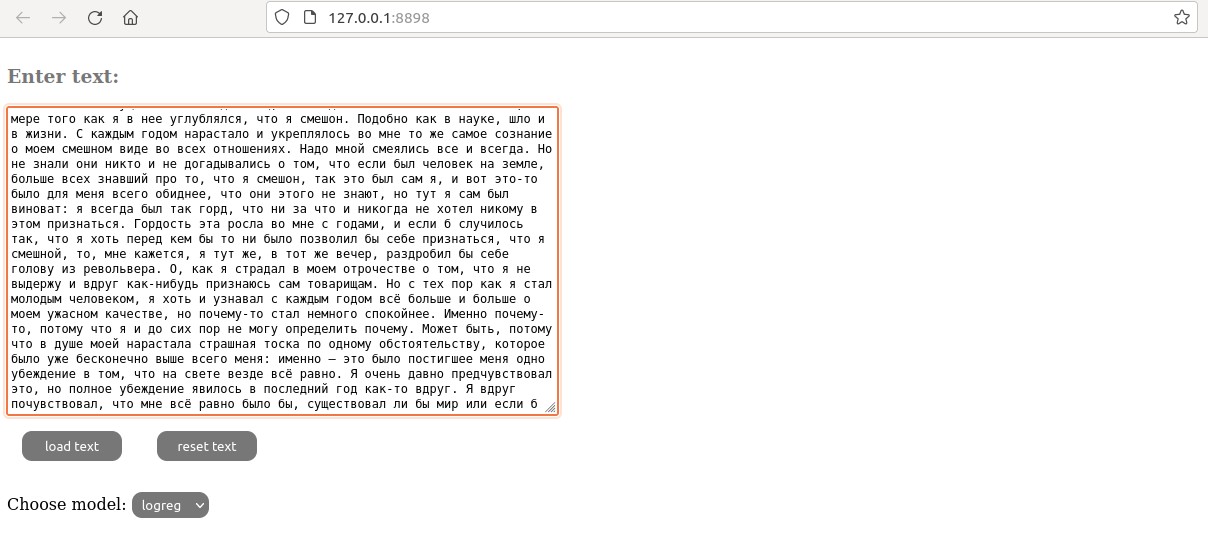 127.0.0.1:8898
Enter text:
мере того как я в нее углублялся, что я смешон. Подобно как в науке, шло и
в жизни. С каждым годом нарастало и укреплялось во мне то же самое сознание
о моем смешном виде во всех отношениях. Надо мной смеялись все и всегда. Но
не знали они никто и не догадывались о том, что если был человек на земле,
больше всех знавший про то, что я смешон, так это был сам я, и вот это-то
было для меня всего обиднее, что они этого не знают, но тут я сам был
виноват: я всегда был так горд, что ни за что и никогда не хотел никому в
этом признаться. Гордость эта росла во мне с годами, и если б случилось
так, что я хоть перед кем бы то ни было позволил бы себе признаться, что я
смешной, то, мне кажется, я тут же, в тот же вечер, раздробил бы себе
голову из револьвера. О, как я страдал в моем отрочестве о том, что я не
выдержу и вдруг как-нибудь признаюсь сам товарищам. Но с тех пор как я стал
молодым человеком, я хоть и узнавал с каждым годом всё больше и больше о
моем ужасном качестве, но почему-то стал немного спокойнее. Именно почему-
то, потому что я и до сих пор не могу определить почему. Может быть, потому
что в душе моей нарастала страшная тоска по одному обстоятельству, которое
было уже бесконечно выше всего меня: именно — это было постигшее меня одно
убеждение в том, что на свете везде всё равно. Я очень давно предчувствовал
это, но полное убеждение явилось в последний год как-то вдруг. Я вдруг
почувствовал, что мне всё равно было бы, существовал ли бы мир или если б
load text
reset text
Choose model: logreg